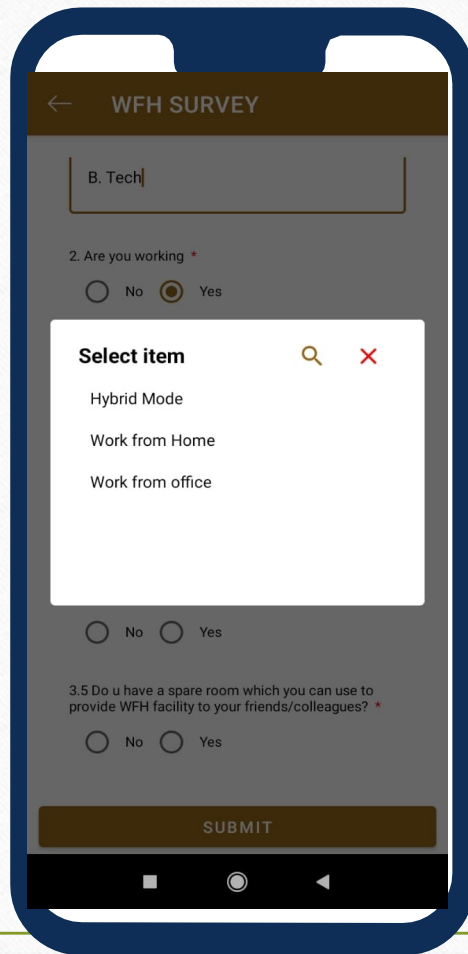 WFH SURVEY
B. Tech
2. Are you working *
No Yes
Select item
Hybrid Mode
Work from Home
Work from office
No Yes
3.5 Do u have a spare room which you can use to
provide WFH facility to your friends/colleagues? *
No Yes
SUBMIT